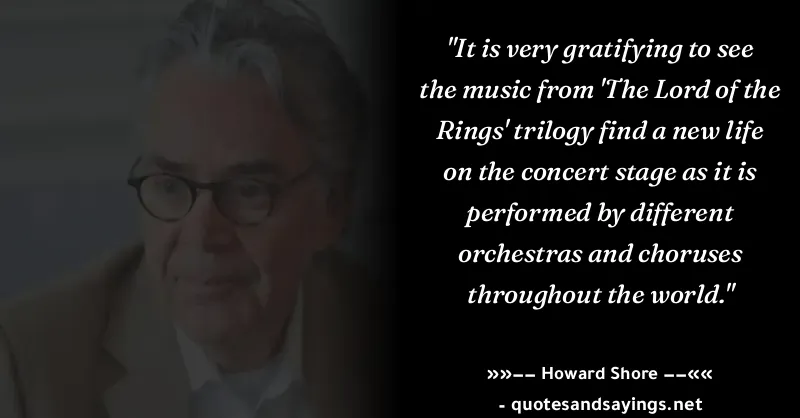 "It is very gratifying to see
the music from 'The Lord of the
Rings' trilogy find a new life
on the concert stage as it is
performed by different
orchestras and choruses
throughout the world."
»»–– Howard Shore ––««
- quotesandsayings.net